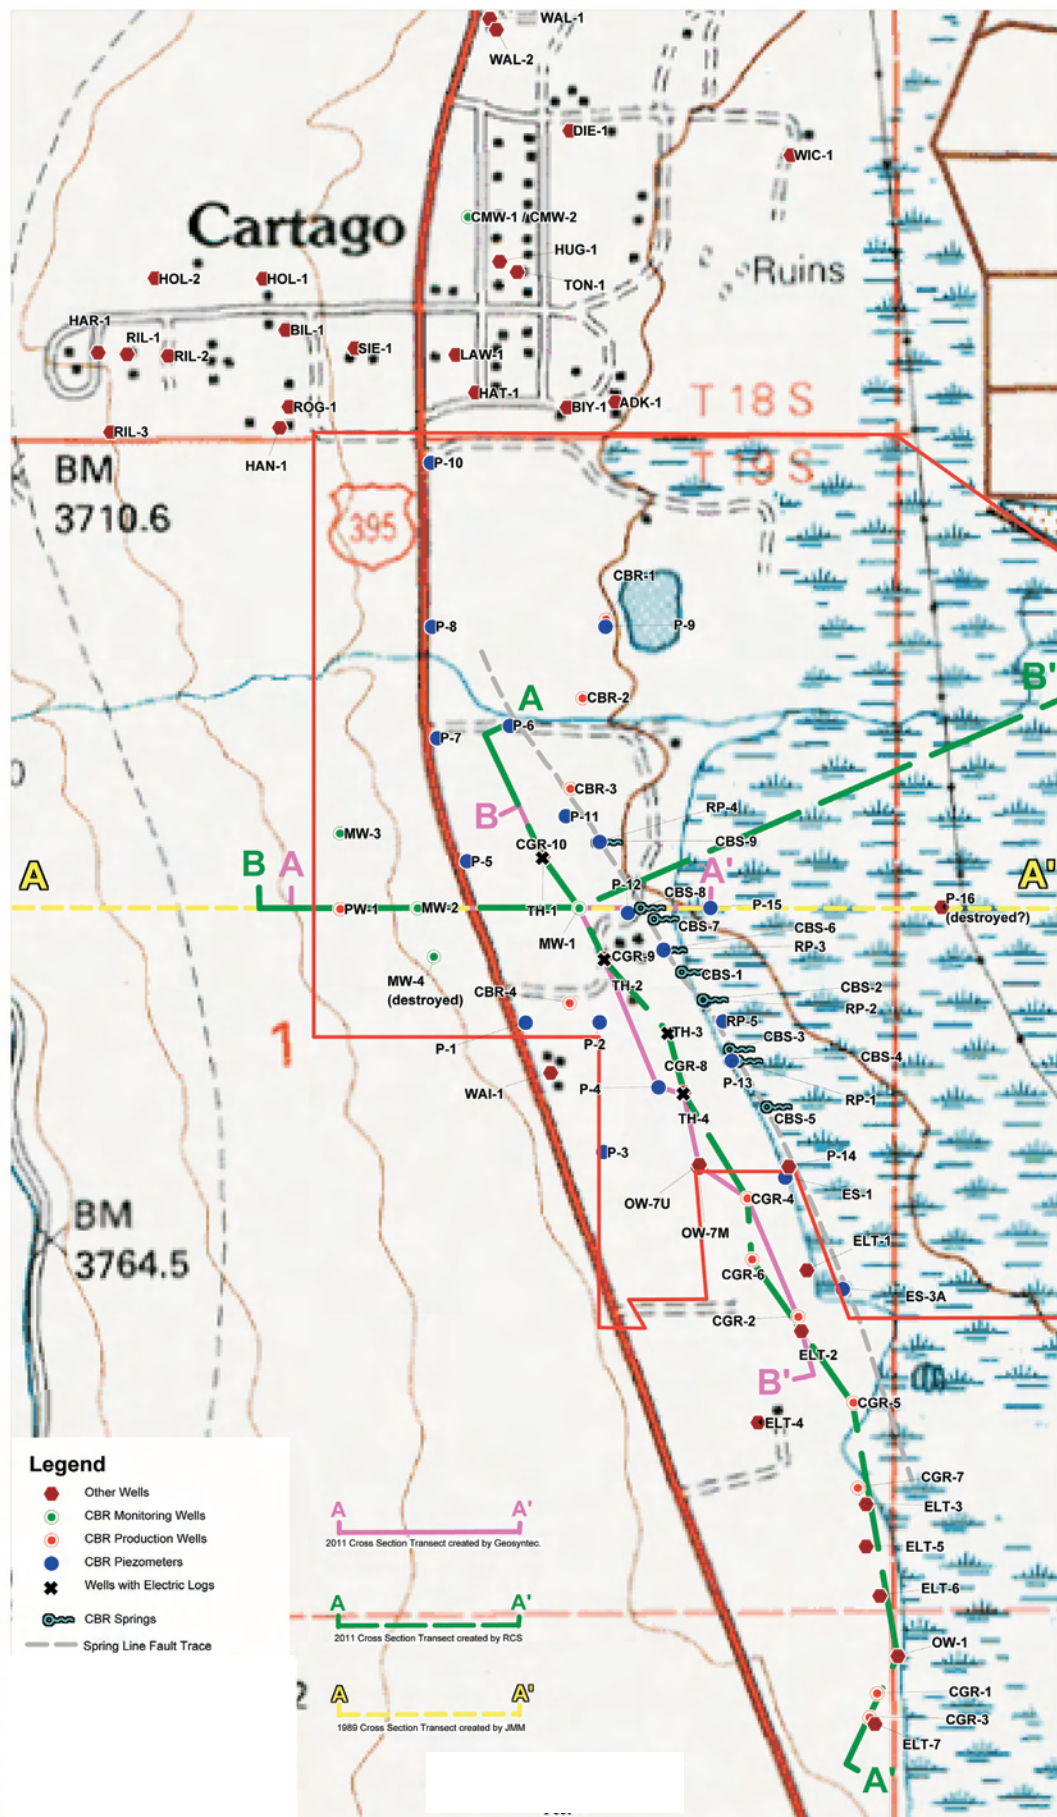 WAL-1
WAL-2
DIE-1
WIC-1
Cartago
CMW-1 / CMW-2
HUG-1
TON-1
Ruins
HOL-2
HOL-1
HAR-1
RIL-1
RIL-2
BIL-1
SIE-1
LAW-1
HAT-1
BIY-1
ADK-1
ROG-1
RIL-3
HAN-1
T 18 S
T 19 S
BM
3710.6
P-10
395
CBR-1
P-8
P-9
B'
CBR-2
A
P-6
P-7
CBR-3
RP-4
B
P-11
MW-3
CGR-10
CBS-9
P-5
A
B
A
P-12
CBS-8
A'
A'
PW-1
MW-2
TH-1
P-15
P-16
(destroyed?)
CBS-7
MW-1
CBS-6
RP-3
CGR-9
MW-4
(destroyed)
CBS-1
TH-2
CBS-2
CBR-4
RP-2
1
P-1
P-2
RP-5
TH-3
CBS-3
CBS-4
CGR-8
P-13
WAI-1
P-4
RP-1
TH-4
CBS-5
P-3
P-14
OW-7U
CGR-4
ES-1
BM
3764.5
OW-7M
ELT-1
CGR-6
ES-3A
CGR-2
ELT-2
B'
CGR-5
ELT-4
Legend
Other Wells
CBR Monitoring Wells
CBR Production Wells
CBR Piezometers
Wells with Electric Logs
CBR Springs
Spring Line Fault Trace
A A'
2011 Cross Section Transect created by Geosyntec.
A A'
2011 Cross Section Transect created by RCS
A A'
1989 Cross Section Transect created by JMM
CGR-7
ELT-3
ELT-5
ELT-6
OW-1
CGR-1
CGR-3
ELT-7
A'